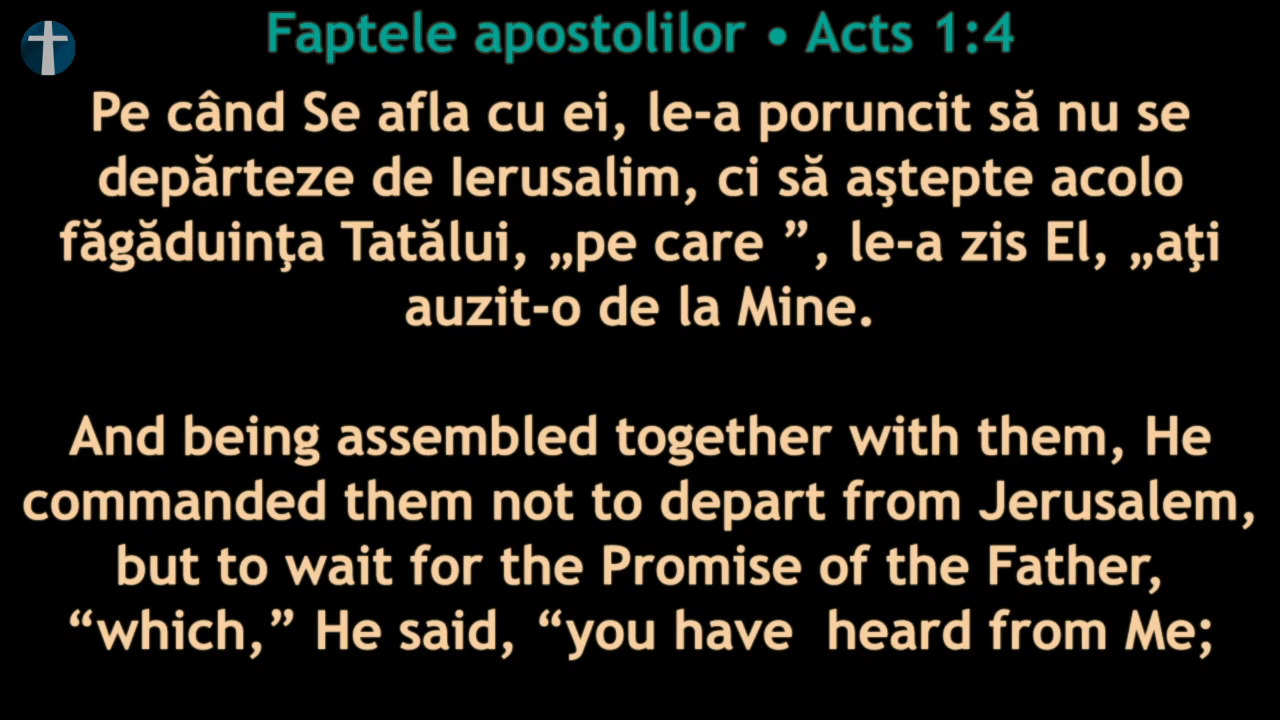 Faptele apostolilor • Acts 1:4
Pe când Se afla cu ei, le-a poruncit să nu se
depărteze de Ierusalim, ci să aştepte acolo
făgăduinţa Tatălui, „pe care ”, le-a zis El, „aţi
auzit-o de la Mine.
And being assembled together with them, He
commanded them not to depart from Jerusalem,
but to wait for the Promise of the Father,
“which,” He said, “you have  heard from Me;